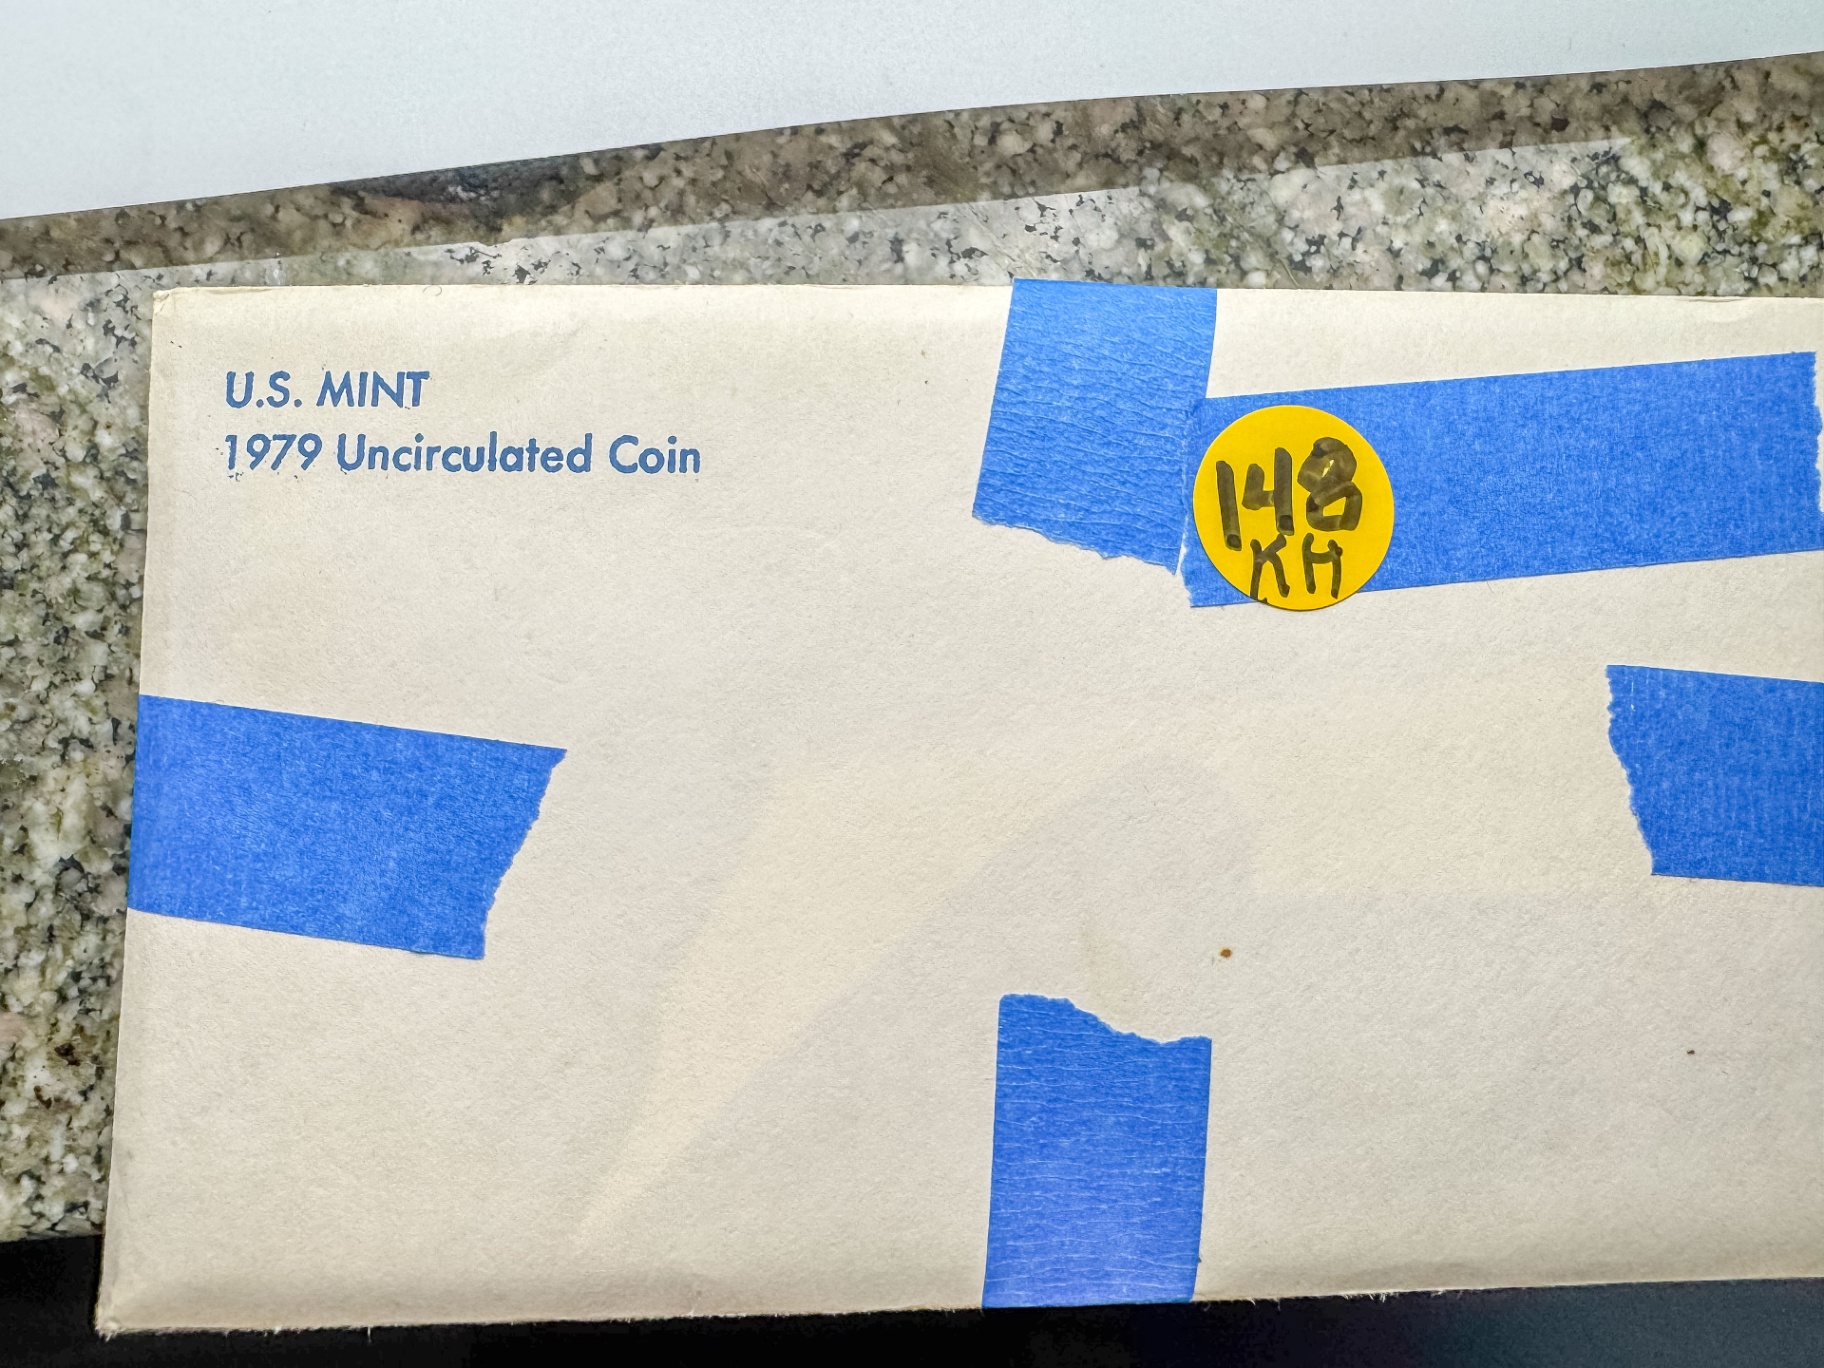 U.S. MINT
1979 Uncirculated Coin
148
KH